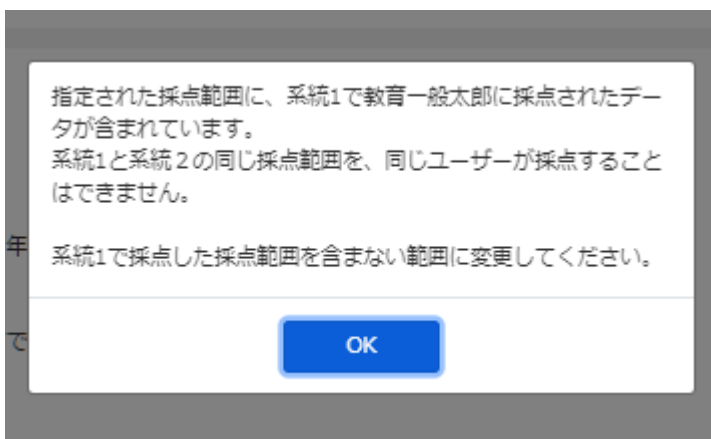 指定された採点範囲に、系統1で教育一般太郎に採点されたデー
タが含まれています。
系統1と系統２の同じ採点範囲を、同じユーザーが採点すること
はできません。
年
系統1で採点した採点範囲を含まない範囲に変更してください。
で
OK